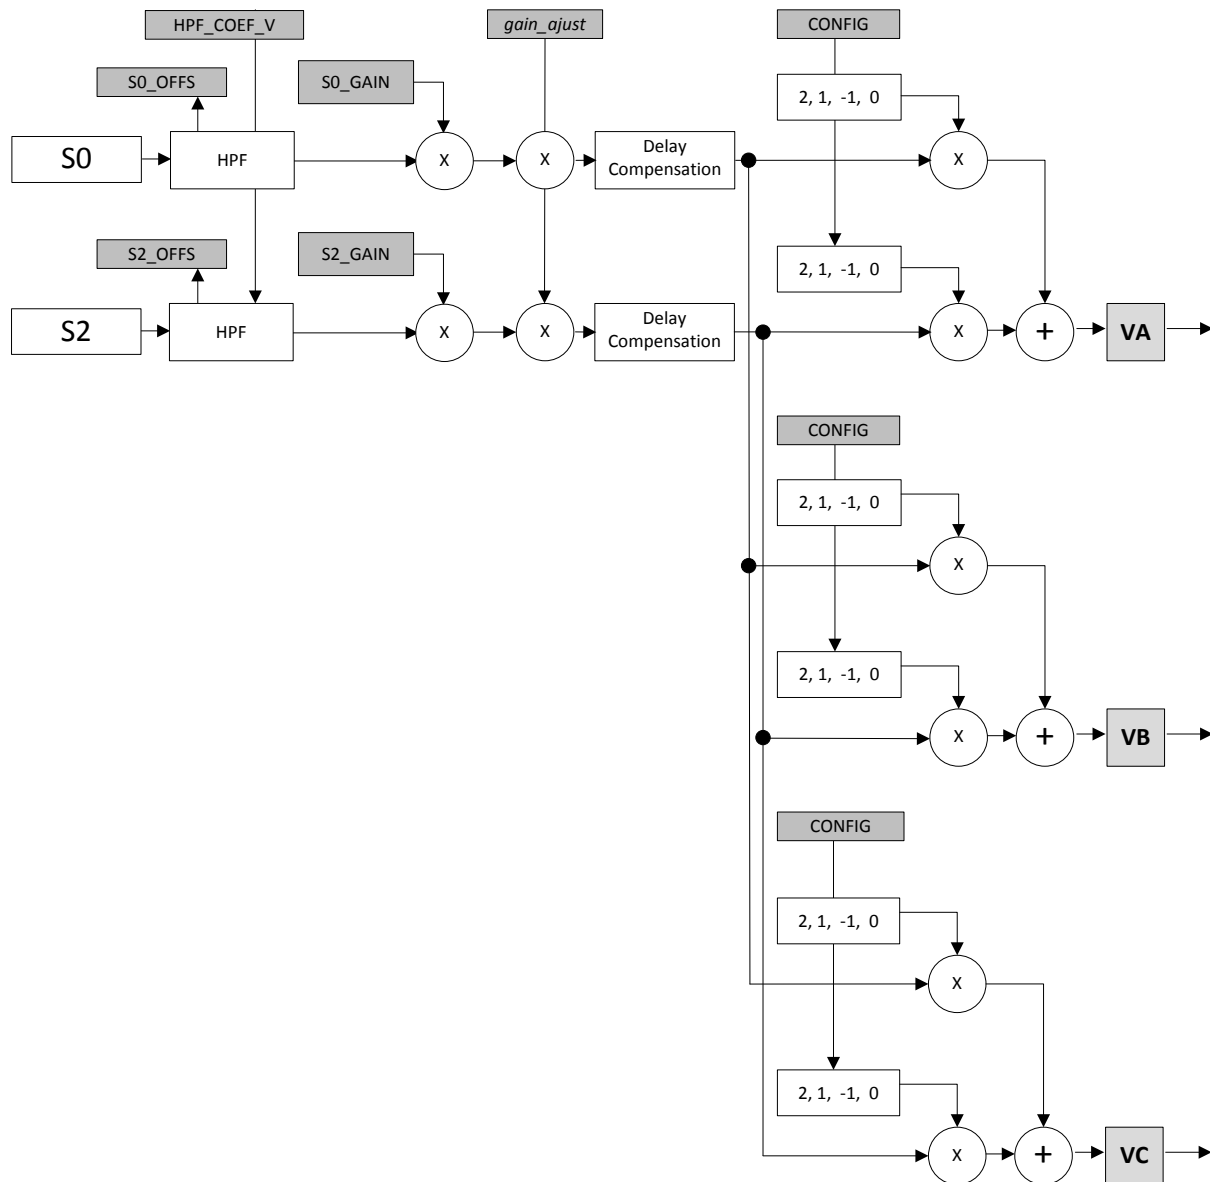 HPF_COEF_V
gain_ajust
CONFIG
S0_OFFS
S0_GAIN
2, 1, -1, 0
S0
HPF
X
X
Delay
Compensation
X
S2_OFFS
S2_GAIN
2, 1, -1, 0
S2
HPF
X
X
Delay
Compensation
X
+
VA
CONFIG
2, 1, -1, 0
X
2, 1, -1, 0
X
+
VB
CONFIG
2, 1, -1, 0
X
2, 1, -1, 0
X
+
VC